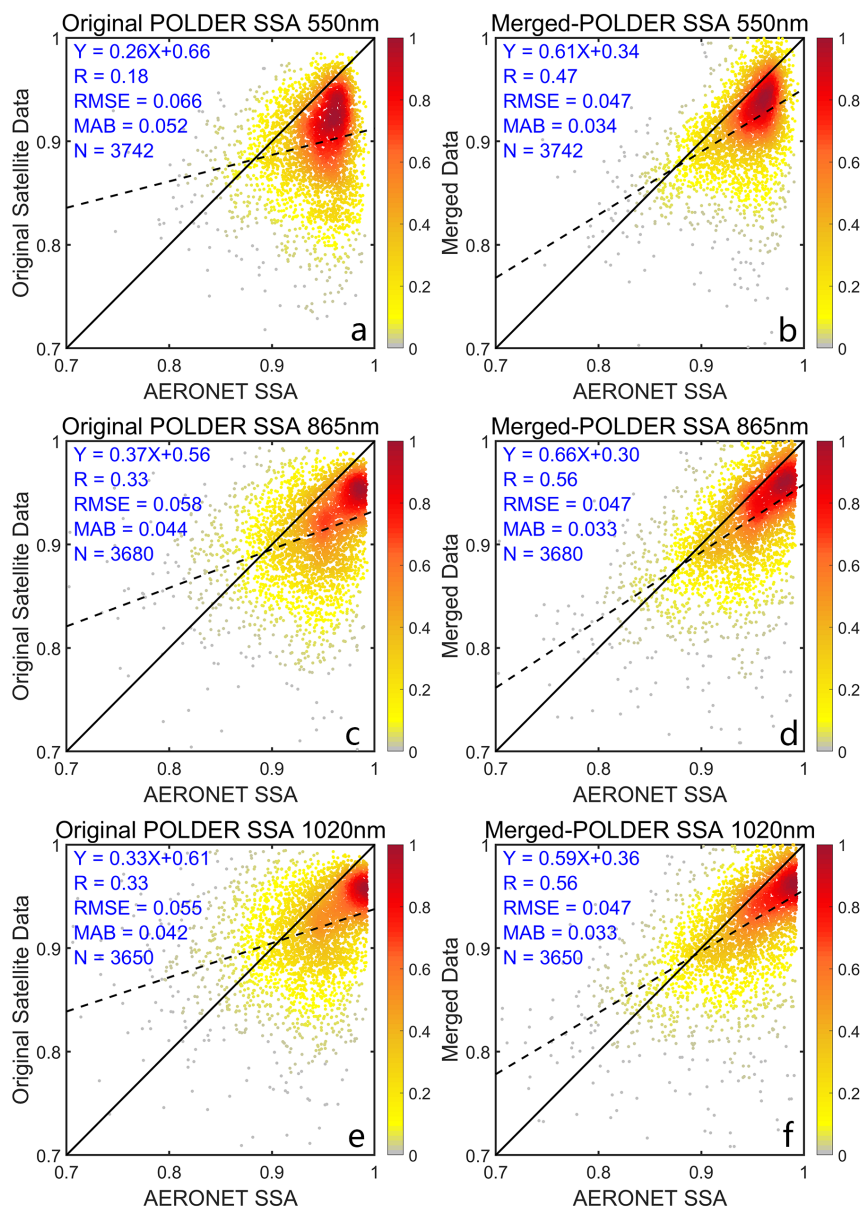 Original POLDER SSA 550nm
Y = 0.26X+0.66
R = 0.18
RMSE = 0.066
MAB = 0.052
N = 3742
Original Satellite Data
1
0.9
0.8
0.7
0.7
0.8
0.9
1
AERONET SSA
a
1
0.8
0.6
0.4
0.2
0
Merged-POLDER SSA 550nm
Y = 0.61X+0.34
R = 0.47
RMSE = 0.047
MAB = 0.034
N = 3742
Merged Data
1
0.9
0.8
0.7
0.7
0.8
0.9
1
AERONET SSA
b
1
0.8
0.6
0.4
0.2
0
Original POLDER SSA 865nm
Y = 0.37X+0.56
R = 0.33
RMSE = 0.058
MAB = 0.044
N = 3680
Original Satellite Data
1
0.9
0.8
0.7
0.7
0.8
0.9
1
AERONET SSA
c
1
0.8
0.6
0.4
0.2
0
Merged-POLDER SSA 865nm
Y = 0.66X+0.30
R = 0.56
RMSE = 0.047
MAB = 0.033
N = 3680
Merged Data
1
0.9
0.8
0.7
0.7
0.8
0.9
1
AERONET SSA
d
1
0.8
0.6
0.4
0.2
0
Original POLDER SSA 1020nm
Y = 0.33X+0.61
R = 0.33
RMSE = 0.055
MAB = 0.042
N = 3650
Original Satellite Data
1
0.9
0.8
0.7
0.7
0.8
0.9
1
AERONET SSA
e
1
0.8
0.6
0.4
0.2
0
Merged-POLDER SSA 1020nm
Y = 0.59X+0.36
R = 0.56
RMSE = 0.047
MAB = 0.033
N = 3650
Merged Data
1
0.9
0.8
0.7
0.7
0.8
0.9
1
AERONET SSA
f
1
0.8
0.6
0.4
0.2
0